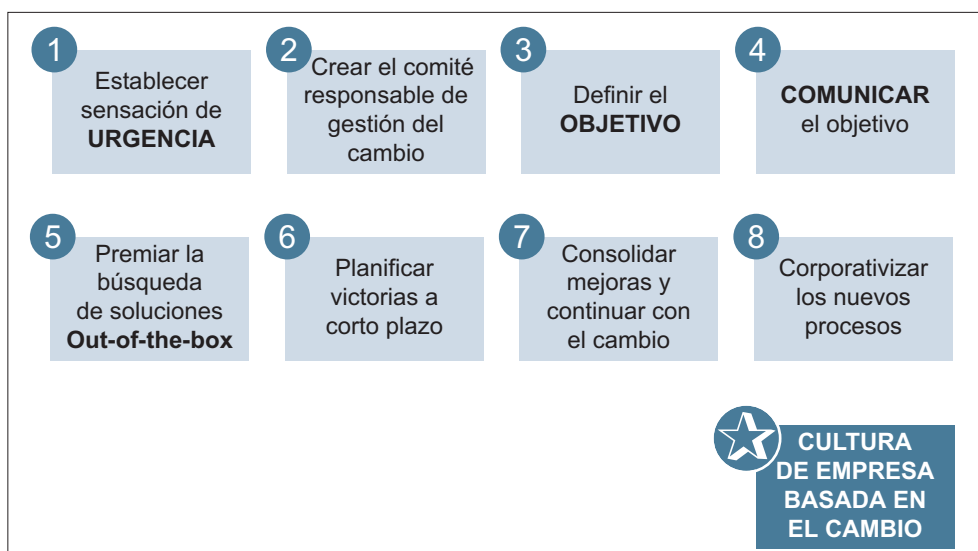 1
Establecer
sensación de
URGENCIA
2
Crear el comité
responsable de
gestión del
cambio
3
Definir el
OBJETIVO
4
COMUNICAR
el objetivo
5
Premiar la
búsqueda
de soluciones
Out-of-the-box
6
Planificar
victorias a
corto plazo
7
Consolidar
mejoras y
continuar con
el cambio
8
Corporativizar
los nuevos
procesos
CULTURA
DE EMPRESA
BASADA EN
EL CAMBIO